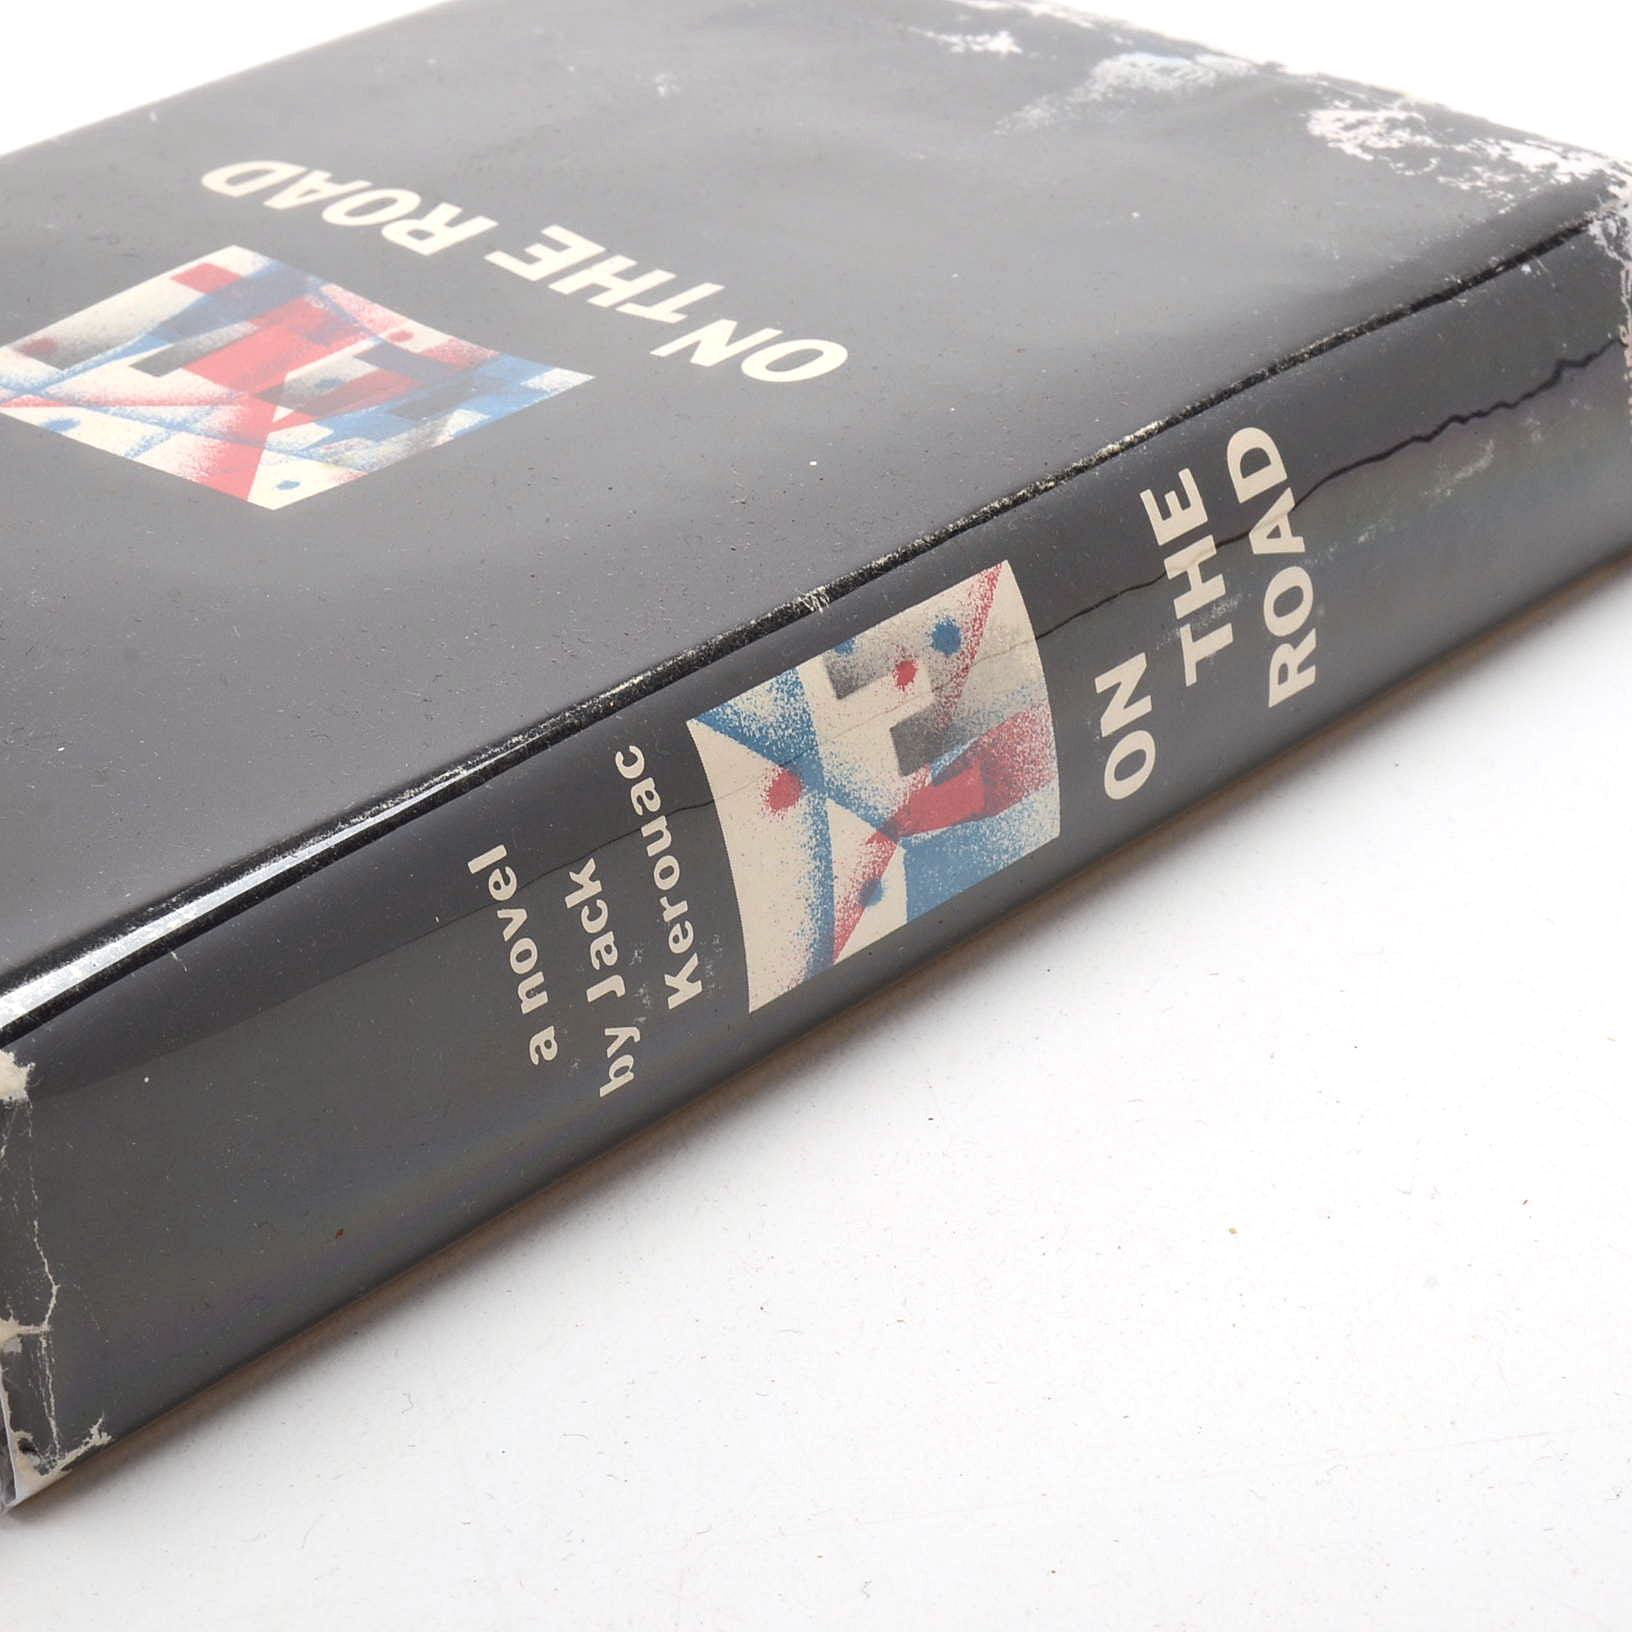 ON THE ROAD
ON
THE
ROAD
a novel
by Jack
Kerouac